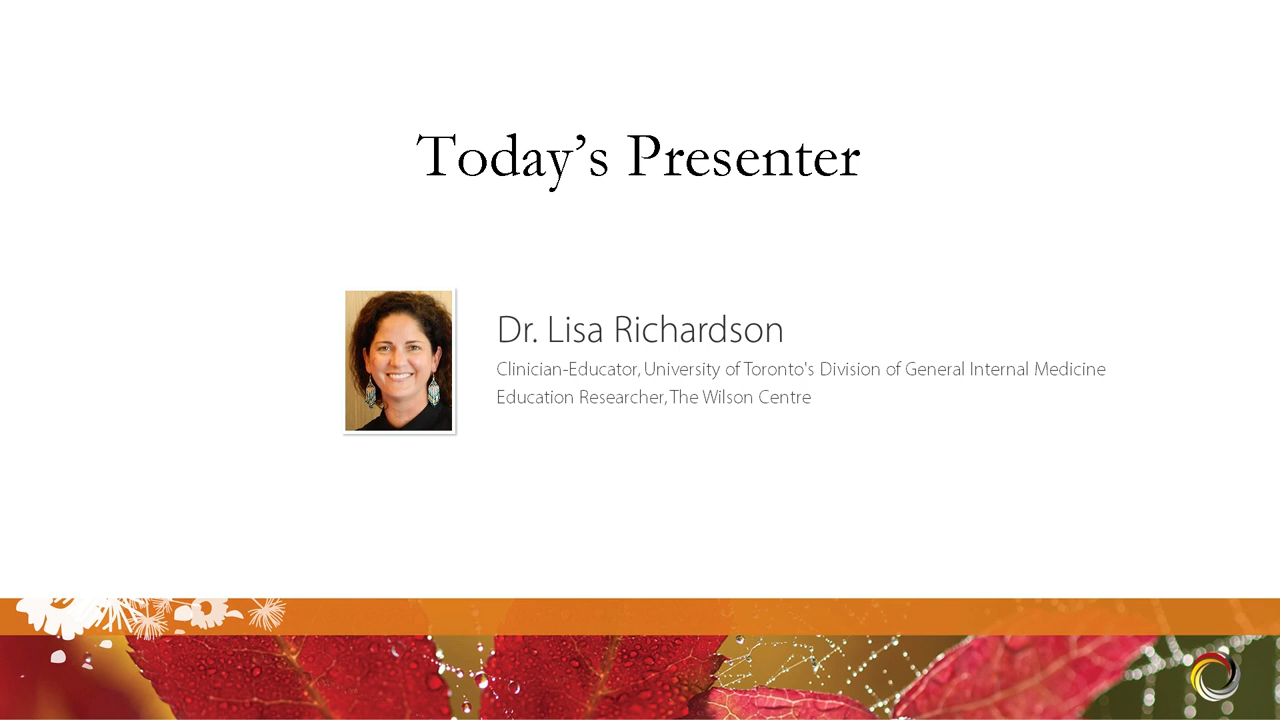 Today’s Presenter
Dr. Lisa Richardson
Clinician-Educator, University of Toronto's Division of General Internal Medicine
Education Researcher, The Wilson Centre